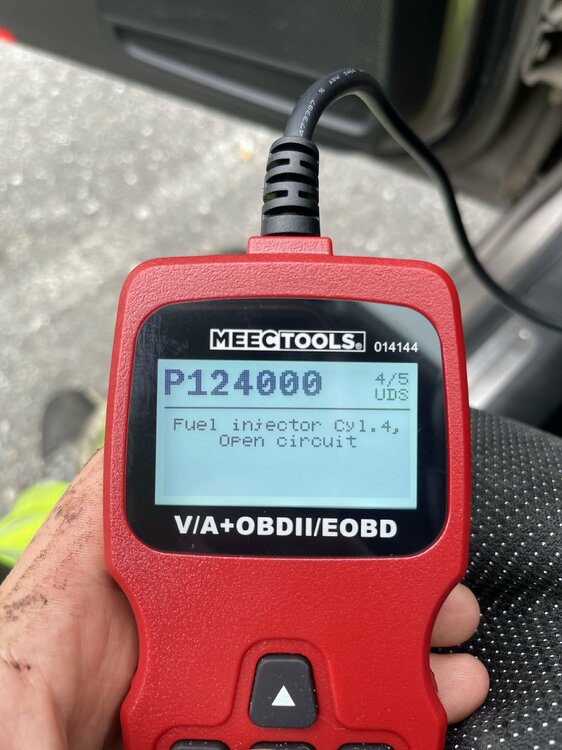 MEECTOOLS®
014144
P124000
4/5
UDS
Fuel injector Cyl.4,
Open circuit
V/A+OBDII/EOBD